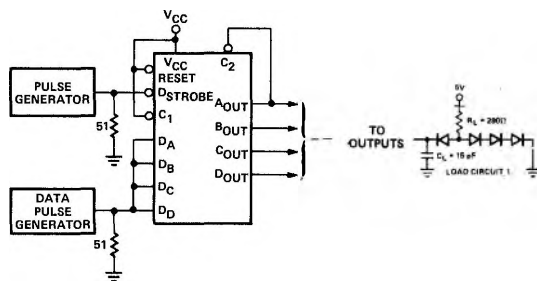 VCC
VCC
C2
RESET
DSTROBE
C1
PULSE
GENERATOR
51
AOUT
BOUT
COUT
DOUT
DA
DB
DC
DD
DATA
PULSE
GENERATOR
51
TO
OUTPUTS
5V
RL = 280Ω
CL = 15 pF
LOAD CIRCUIT 1